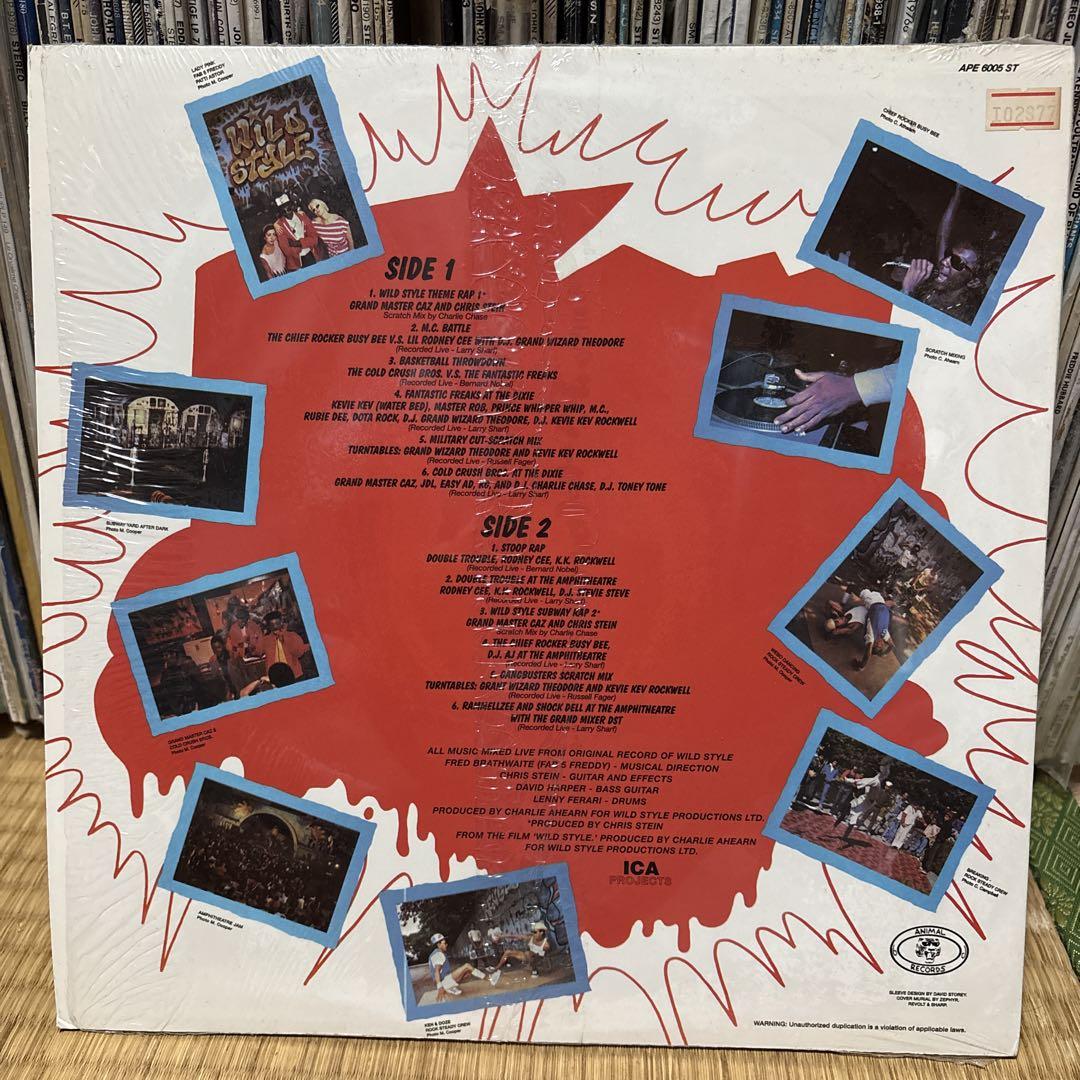 APE 6005 ST
I02877
LADY PINK
FAB 5 FREDDY
PATTI ASTOR
Photo M. Cooper
WILD
STYLE
CHIEF ROCKER BUSY BEE
Photo C. Ahearn
SCRATCH MIXING
Photo C. Ahearn
SIDE 1
1. WILD STYLE THEME RAP 1*
GRAND MASTER CAZ AND CHRIS STEIN
Scratch Mix by Charlie Chase
2. M.C. BATTLE
THE CHIEF ROCKER BUSY BEE V.S. LIL RODNEY CEE WITH D.J. GRAND WIZARD THEODORE
(Recorded Live - Larry Sharf)
3. BASKETBALL THROWDOWN
THE COLD CRUSH BROS. V.S. THE FANTASTIC FREAKS
(Recorded Live - Bernard Nobel)
4. FANTASTIC FREAKS AT THE DIXIE
KEVIE KEV (WATER BED), MASTER ROB, PRINCE WHIPPER WHIP, M.C.,
RUBIE DEE, DOTA ROCK, D.J. GRAND WIZARD THEODORE, D.J. KEVIE KEV ROCKWELL
(Recorded Live - Larry Sharf)
5. MILITARY CUT-SCRATCH MIX
TURNTABLES: GRAND WIZARD THEODORE AND KEVIE KEV ROCKWELL
(Recorded Live - Russell Fager)
6. COLD CRUSH BROS. AT THE DIXIE
GRAND MASTER CAZ, JDL, EASY AD, KG, AND D.J. CHARLIE CHASE, D.J. TONEY TONE
(Recorded Live - Larry Sharf)
SIDE 2
1. STOOP RAP
DOUBLE TROUBLE, RODNEY CEE, K.K. ROCKWELL
(Recorded Live - Bernard Nobel)
2. DOUBLE TROUBLE AT THE AMPHITHEATRE
RODNEY CEE, K.K. ROCKWELL, D.J. STEVIE STEVE
(Recorded Live - Larry Sharf)
3. WILD STYLE SUBWAY RAP 2*
GRAND MASTER CAZ AND CHRIS STEIN
Scratch Mix by Charlie Chase
4. THE CHIEF ROCKER BUSY BEE,
D.J. AJ AT THE AMPHITHEATRE
(Recorded Live - Larry Sharf)
5. GANGBUSTERS SCRATCH MIX
TURNTABLES: GRANT WIZARD THEODORE AND KEVIE KEV ROCKWELL
(Recorded Live - Russell Fager)
6. RAMMELLZEE AND SHOCK DELL AT THE AMPHITHEATRE
WITH THE GRAND MIXER DST
(Recorded Live - Larry Sharf)
ALL MUSIC MIXED LIVE FROM ORIGINAL RECORD OF WILD STYLE
FRED BRATHWAITE (FAB 5 FREDDY) - MUSICAL DIRECTION
CHRIS STEIN - GUITAR AND EFFECTS
DAVID HARPER - BASS GUITAR
LENNY FERARI - DRUMS
PRODUCED BY CHARLIE AHEARN FOR WILD STYLE PRODUCTIONS LTD.
*PRODUCED BY CHRIS STEIN
FROM THE FILM 'WILD STYLE.' PRODUCED BY CHARLIE AHEARN
FOR WILD STYLE PRODUCTIONS LTD.
ICA
PROJECTS
SUBWAY YARD AFTER DARK
Photo M. Cooper
GRAND MASTER CAZ &
COLD CRUSH BROS.
Photo M. Cooper
AMPHITHEATRE JAM
Photo M. Cooper
KEN & DOZE
ROCK STEADY CREW
Photo M. Cooper
ROCK STEADY CREW
Photo M. Cooper
BREAKING -
ROCK STEADY CREW
Photo C. Campbell
ANIMAL
RECORDS
SLEEVE DESIGN BY DAVID STOREY.
COVER MURIAL BY ZEPHYR,
REVOLT & SHARP.
WARNING: Unauthorized duplication is a violation of applicable laws.
FREDDIE HUBBARD